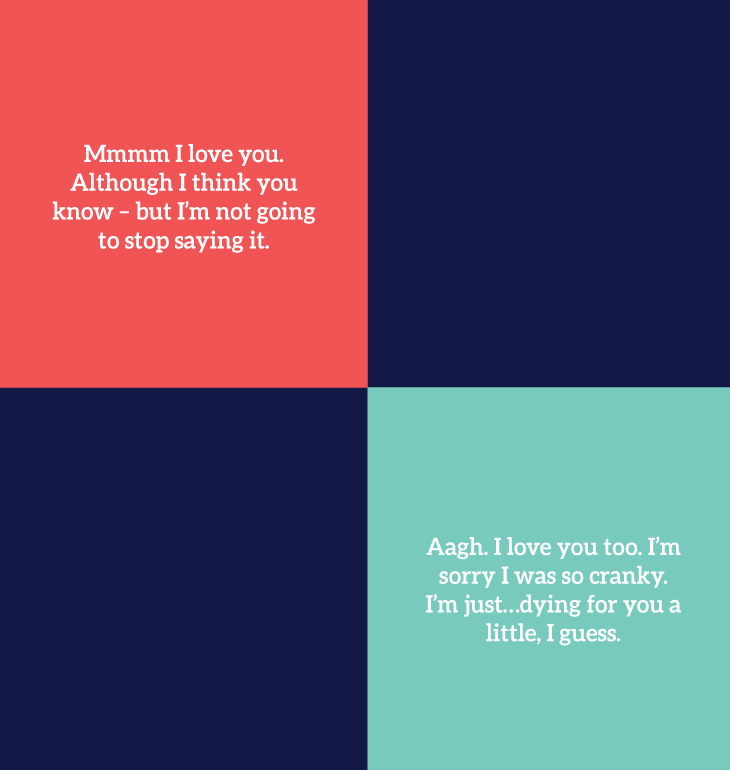 Mmmm I love you.
Although I think you
know – but I’m not going
to stop saying it.
Aagh. I love you too. I’m
sorry I was so cranky.
I’m just...dying for you a
little, I guess.